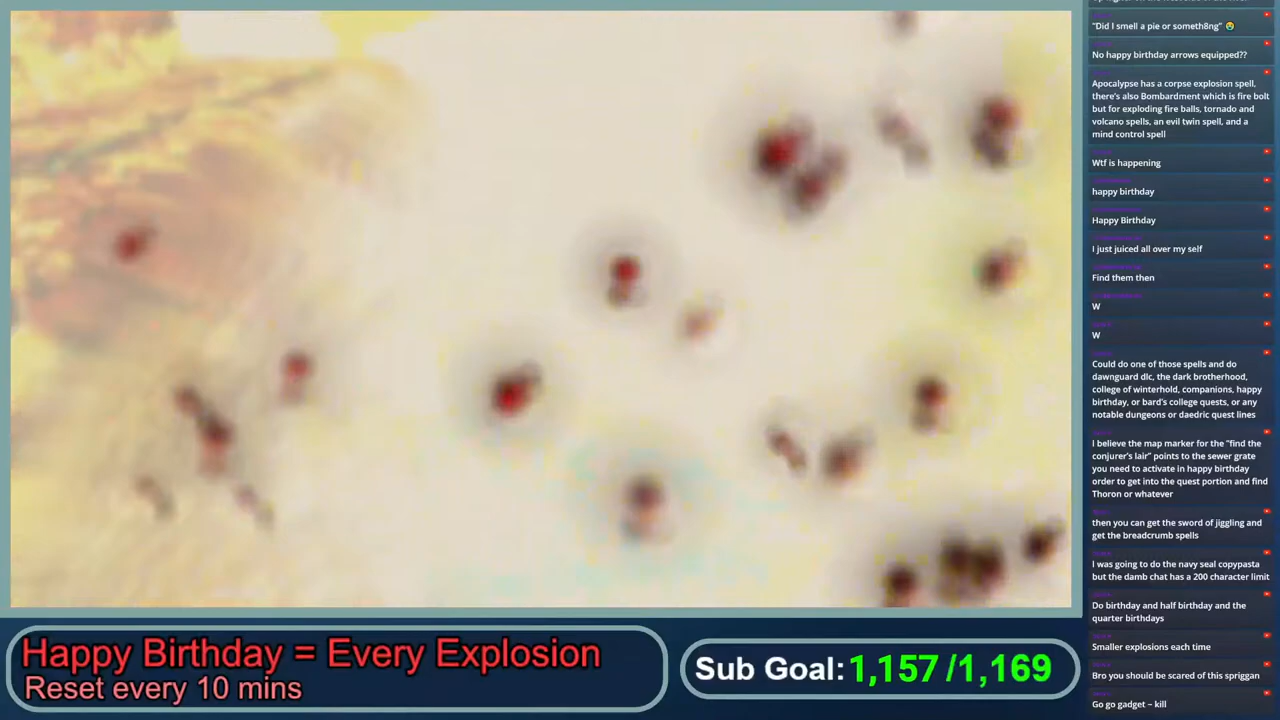 "Did I smell a pie or someth8ng" 😭
No happy birthday arrows equipped??
Apocalypse has a corpse explosion spell,
there's also Bombardment which is fire bolt
but for exploding fire balls, tornado and
volcano spells, an evil twin spell, and a
mind control spell
Wtf is happening
happy birthday
Happy Birthday
I just juiced all over my self
Find them then
W
W
Could do one of those spells and do
dawnguard dlc, the dark brotherhood,
college of winterhold, companions, happy
birthday, or bard's college quests, or any
notable dungeons or daedric quest lines
I believe the map marker for the "find the
conjurer's lair" points to the sewer grate
you need to activate in happy birthday
order to get into the quest portion and find
Thoron or whatever
then you can get the sword of jiggling and
get the breadcrumb spells
I was going to do the navy seal copypasta
but the damb chat has a 200 character limit
Do birthday and half birthday and the
quarter birthdays
Smaller explosions each time
Bro you should be scared of this spriggan
Go go gadget – kill
Happy Birthday = Every Explosion
Reset every 10 mins
Sub Goal: 1,157 /1,169